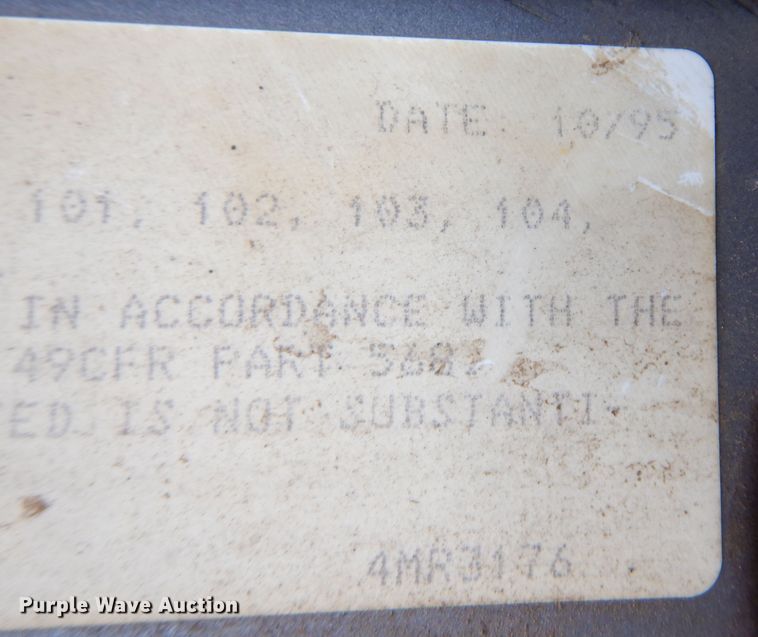 DATE 10/95
101, 102, 103, 104,
IN ACCORDANCE WITH THE
49CFR PART 568.
ED IS NOT SUBSTANTI-
4MR3176
Purple Wave Auction